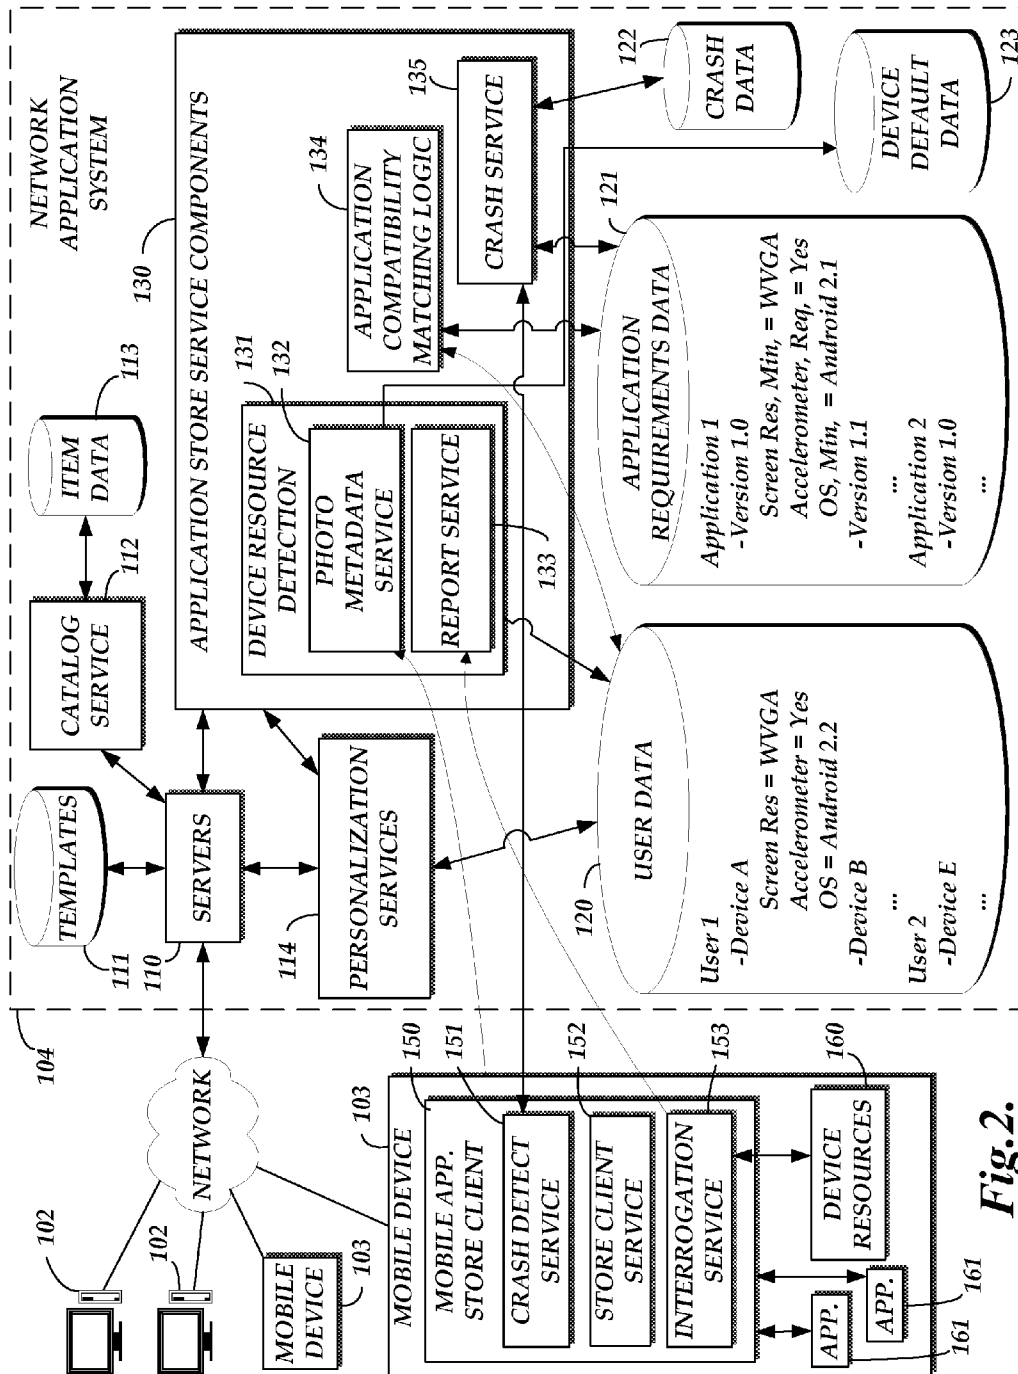 102
102
MOBILE
DEVICE
103
NETWORK
104
TEMPLATES
111
SERVERS
110
CATALOG
SERVICE
112
ITEM
DATA
113
NETWORK
APPLICATION
SYSTEM
PERSONALIZATION
SERVICES
114
130
APPLICATION STORE SERVICE COMPONENTS
DEVICE RESOURCE
DETECTION
131
PHOTO
METADATA
SERVICE
132
REPORT SERVICE
133
APPLICATION
COMPATIBILITY
MATCHING LOGIC
134
CRASH SERVICE
135
CRASH
DATA
122
DEVICE
DEFAULT
DATA
123
MOBILE DEVICE
103
MOBILE APP.
STORE CLIENT
150
CRASH DETECT
SERVICE
151
STORE CLIENT
SERVICE
152
INTERROGATION
SERVICE
153
DEVICE
RESOURCES
160
APP.
161
APP.
161
USER DATA
120
User 1
-Device A
Screen Res = WVGA
Accelerometer = Yes
OS = Android 2.2
-Device B
...
User 2
-Device E
...
APPLICATION
REQUIREMENTS DATA
121
Application 1
-Version 1.0
Screen Res, Min, = WVGA
Accelerometer, Req, = Yes
OS, Min, = Android 2.1
-Version 1.1
...
Application 2
-Version 1.0
...
Fig.2.